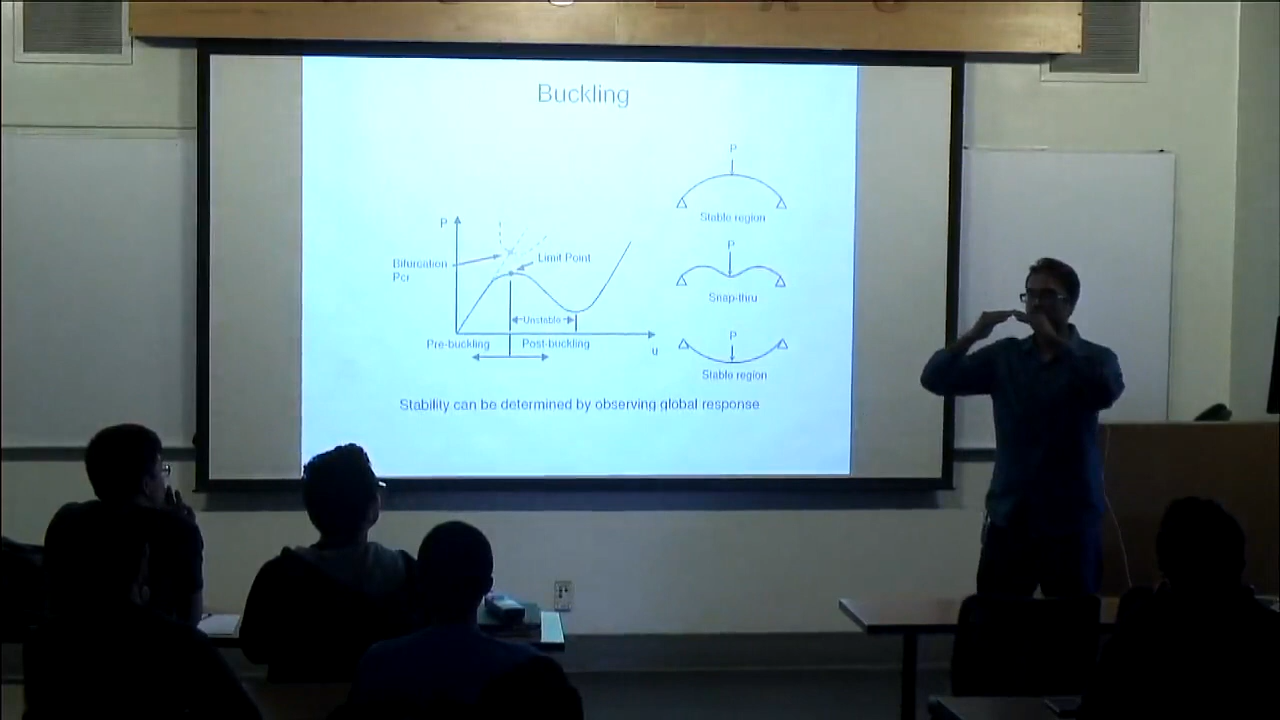 Buckling
P
Stable region
P
Bifurcation
Pcr
Limit Point
P
Snap-thru
Unstable
Pre-buckling
Post-buckling
u
P
Stable region
Stability can be determined by observing global response